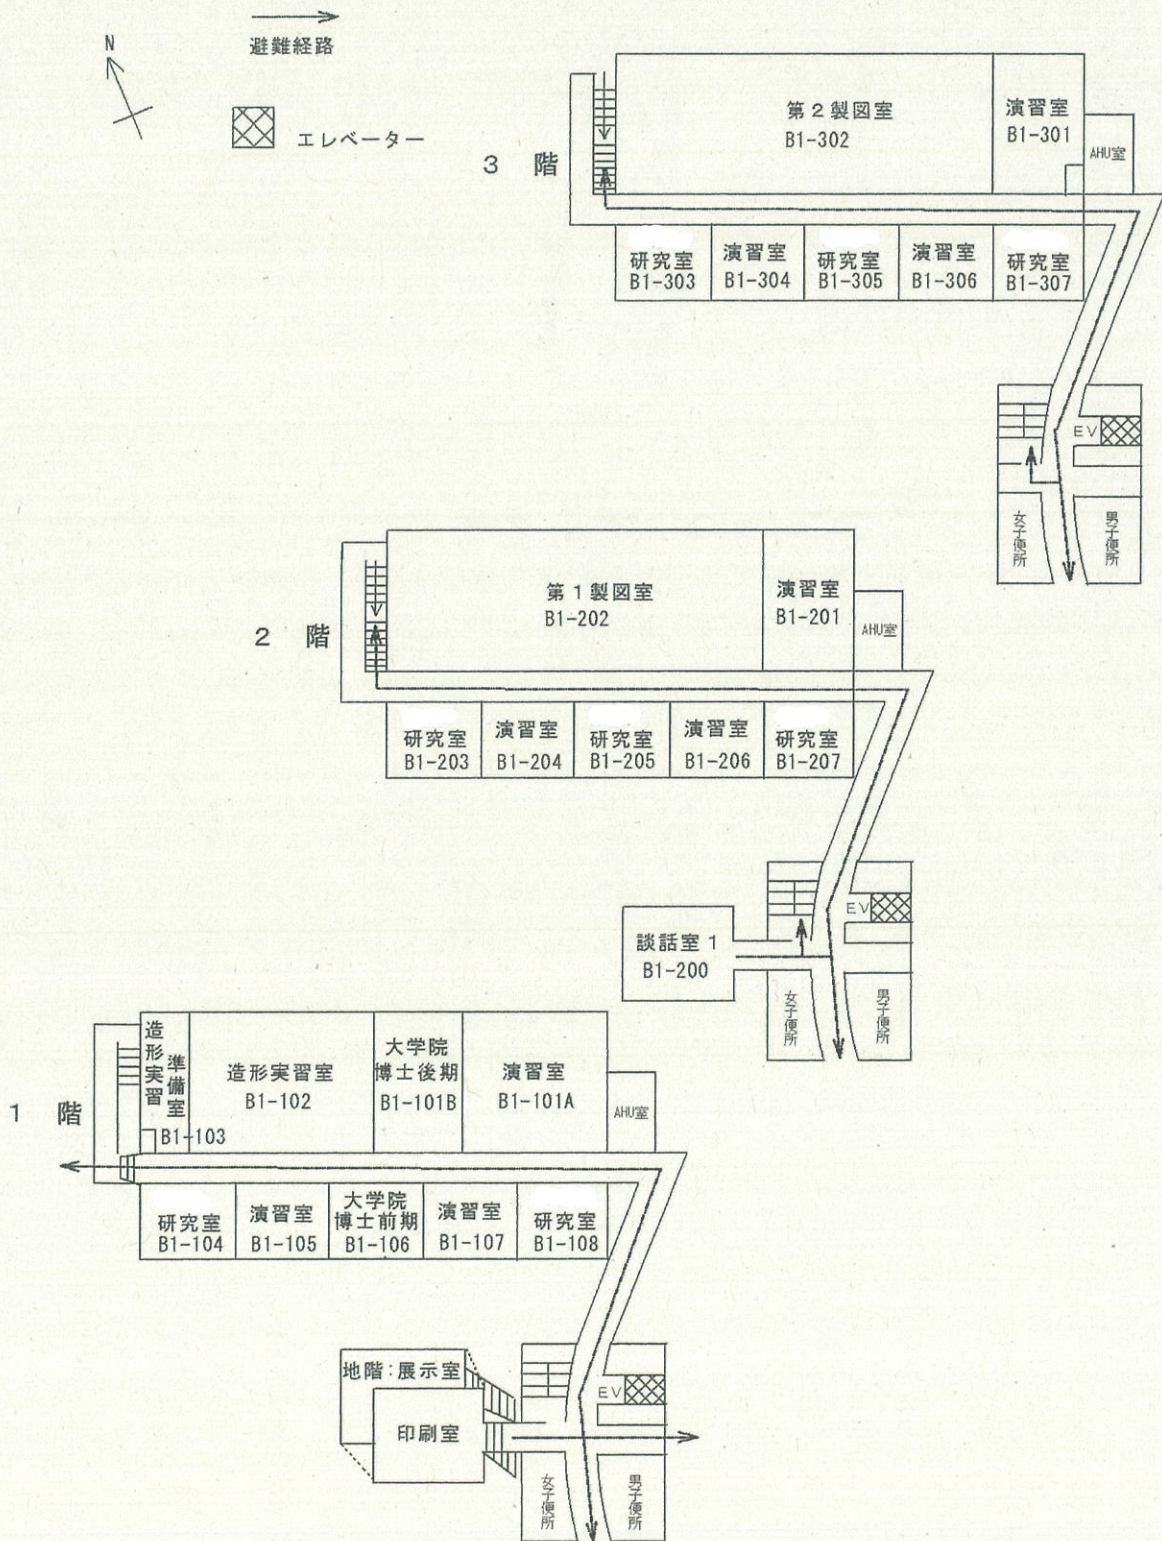 N
避難経路
エレベーター
3 階
第2製図室
B1-302
演習室
B1-301
AHU室
研究室
B1-303
演習室
B1-304
研究室
B1-305
演習室
B1-306
研究室
B1-307
EV
女子便所
男子便所
2 階
第1製図室
B1-202
演習室
B1-201
AHU室
研究室
B1-203
演習室
B1-204
研究室
B1-205
演習室
B1-206
研究室
B1-207
EV
談話室1
B1-200
女子便所
男子便所
1 階
造形実習
準備室
B1-103
造形実習室
B1-102
大学院
博士後期
B1-101B
演習室
B1-101A
AHU室
研究室
B1-104
演習室
B1-105
大学院
博士前期
B1-106
演習室
B1-107
研究室
B1-108
地階:展示室
印刷室
EV
女子便所
男子便所